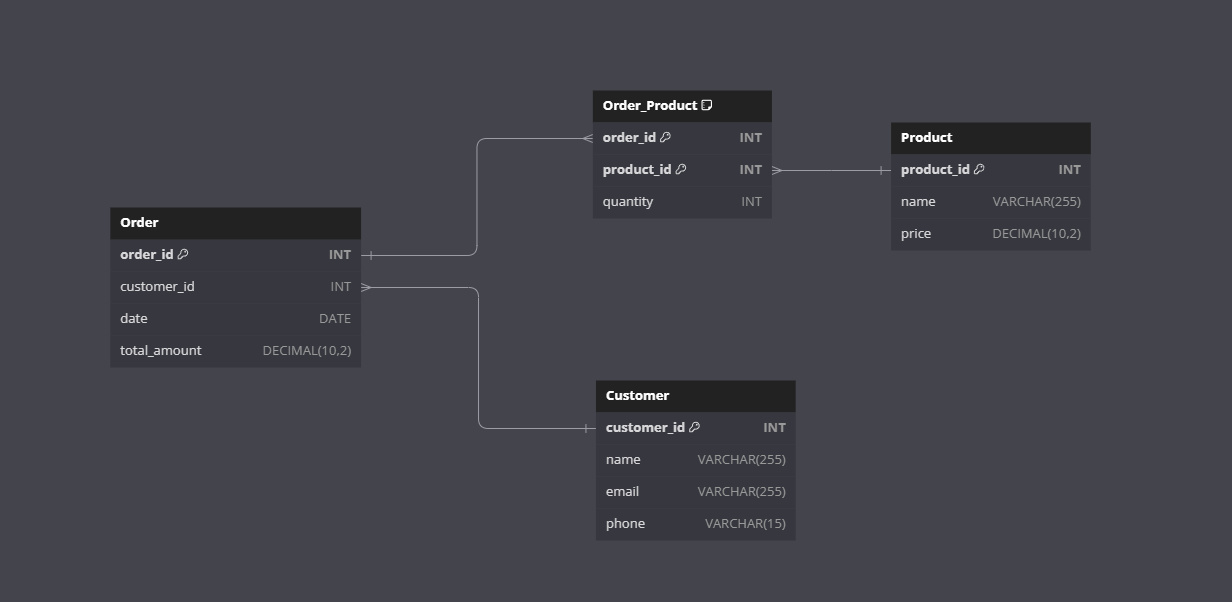 Order_Product
order_id INT
product_id INT
quantity INT
Product
product_id INT
name VARCHAR(255)
price DECIMAL(10,2)
Order
order_id INT
customer_id INT
date DATE
total_amount DECIMAL(10,2)
Customer
customer_id INT
name VARCHAR(255)
email VARCHAR(255)
phone VARCHAR(15)